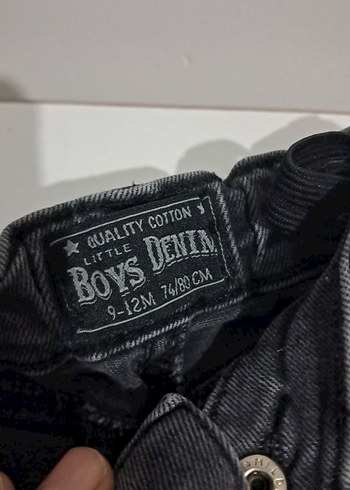 QUALITY COTTON
LITTLE
BOYS DENIM
9-12M 74/80 CM